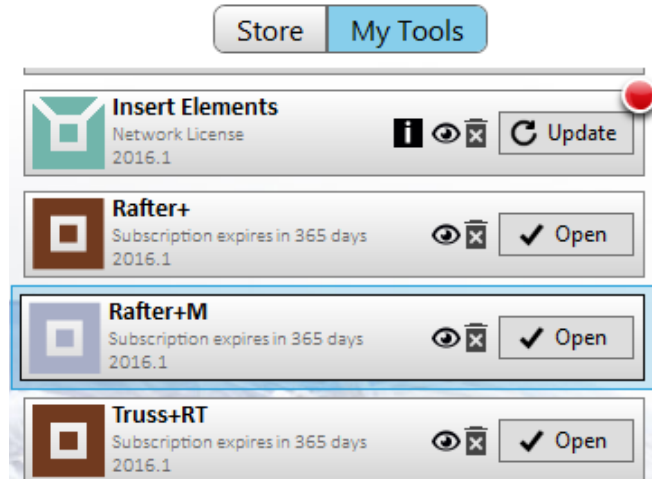 Store My Tools
Insert Elements
Network License
2016.1
i
Update
Rafter+
Subscription expires in 365 days
2016.1
Open
Rafter+M
Subscription expires in 365 days
2016.1
Open
Truss+RT
Subscription expires in 365 days
2016.1
Open